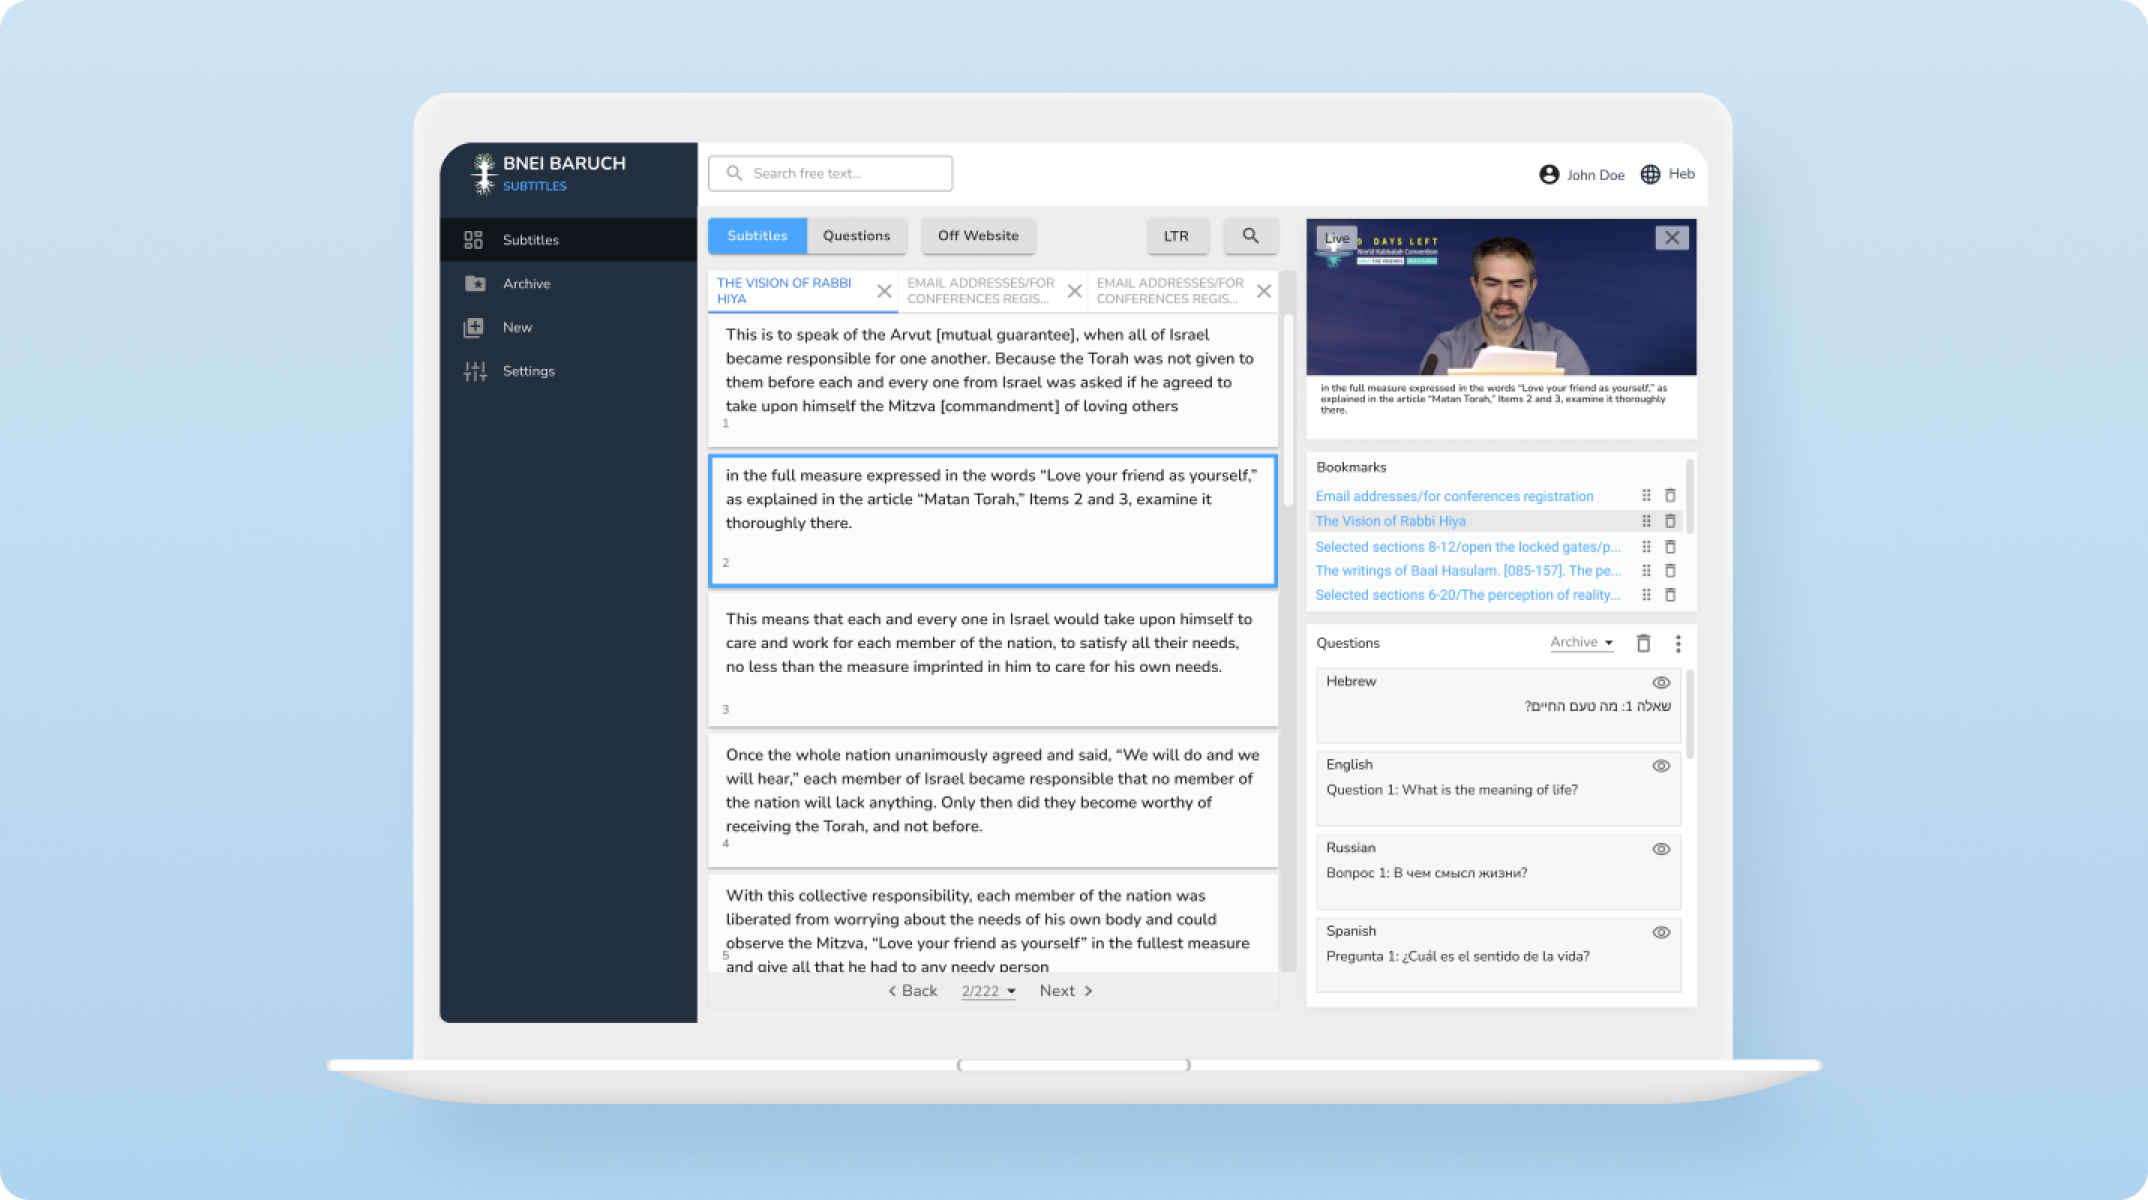 BNEI BARUCH
SUBTITLES
Subtitles
Archive
New
Settings
Search free text...
John Doe
Heb
Subtitles
Questions
Off Website
LTR
THE VISION OF RABBI
HIYA
EMAIL ADDRESSES/FOR
CONFERENCES REGIS...
EMAIL ADDRESSES/FOR
CONFERENCES REGIS...
This is to speak of the Arvut [mutual guarantee], when all of Israel
became responsible for one another. Because the Torah was not given to
them before each and every one from Israel was asked if he agreed to
take upon himself the Mitzva [commandment] of loving others
1
in the full measure expressed in the words “Love your friend as yourself,”
as explained in the article “Matan Torah,” Items 2 and 3, examine it
thoroughly there.
2
This means that each and every one in Israel would take upon himself to
care and work for each member of the nation, to satisfy all their needs,
no less than the measure imprinted in him to care for his own needs.
3
Once the whole nation unanimously agreed and said, “We will do and we
will hear,” each member of Israel became responsible that no member of
the nation will lack anything. Only then did they become worthy of
receiving the Torah, and not before.
4
With this collective responsibility, each member of the nation was
liberated from worrying about the needs of his own body and could
observe the Mitzva, “Love your friend as yourself” in the fullest measure
and give all that he had to any needy person
5
Back
2/222
Next
Live
9 DAYS LEFT
World Kabbalah Convention
in the full measure expressed in the words “Love your friend as yourself,” as
explained in the article “Matan Torah,” Items 2 and 3, examine it thoroughly
there.
Bookmarks
Email addresses/for conferences registration
The Vision of Rabbi Hiya
Selected sections 8-12/open the locked gates/p...
The writings of Baal Hasulam. [085-157]. The pe...
Selected sections 6-20/The perception of reality...
Questions
Archive
Hebrew
שאלה 1: מה טעם החיים?
English
Question 1: What is the meaning of life?
Russian
Вопрос 1: В чем смысл жизни?
Spanish
Pregunta 1: ¿Cuál es el sentido de la vida?